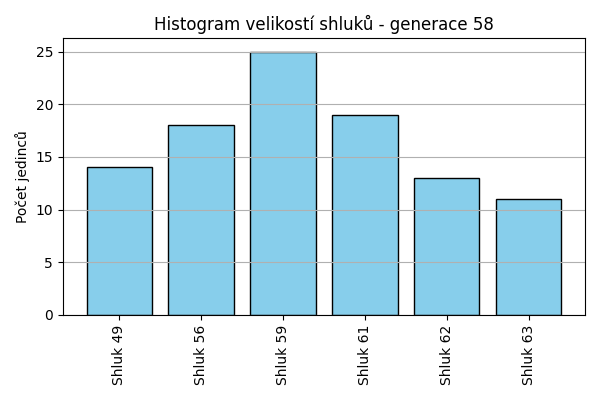 Histogram velikostí shluků - generace 58
Počet jedinců
25
20
15
10
5
0
Shluk 49
Shluk 56
Shluk 59
Shluk 61
Shluk 62
Shluk 63